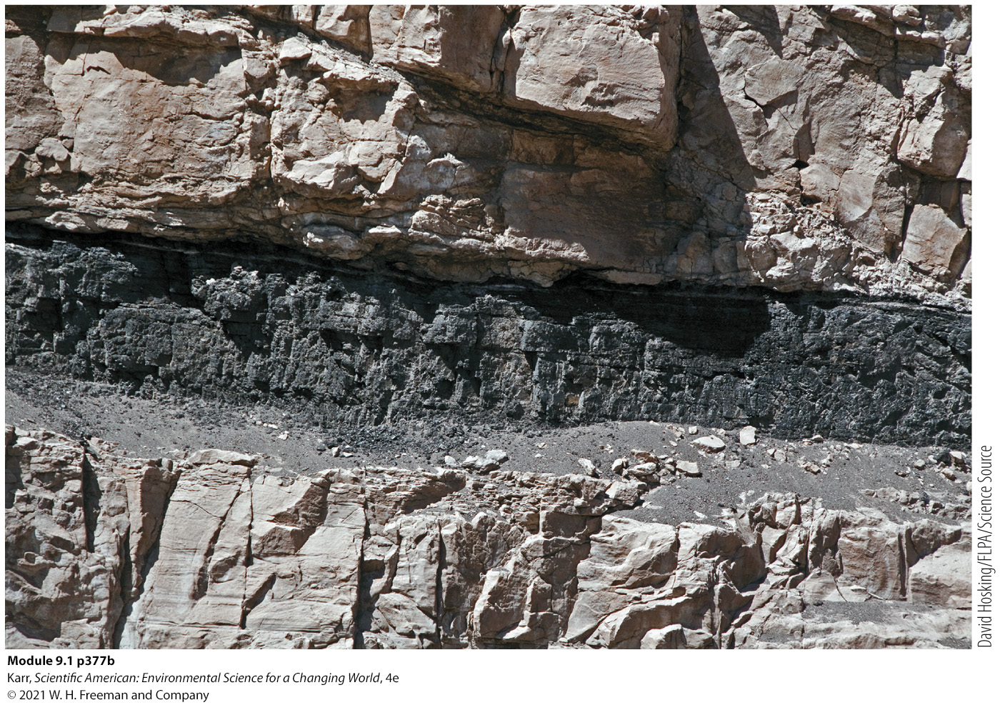 David Hosking/FLPA/Science Source
Module 9.1 p377b
Karr, Scientific American: Environmental Science for a Changing World, 4e
© 2021 W. H. Freeman and Company